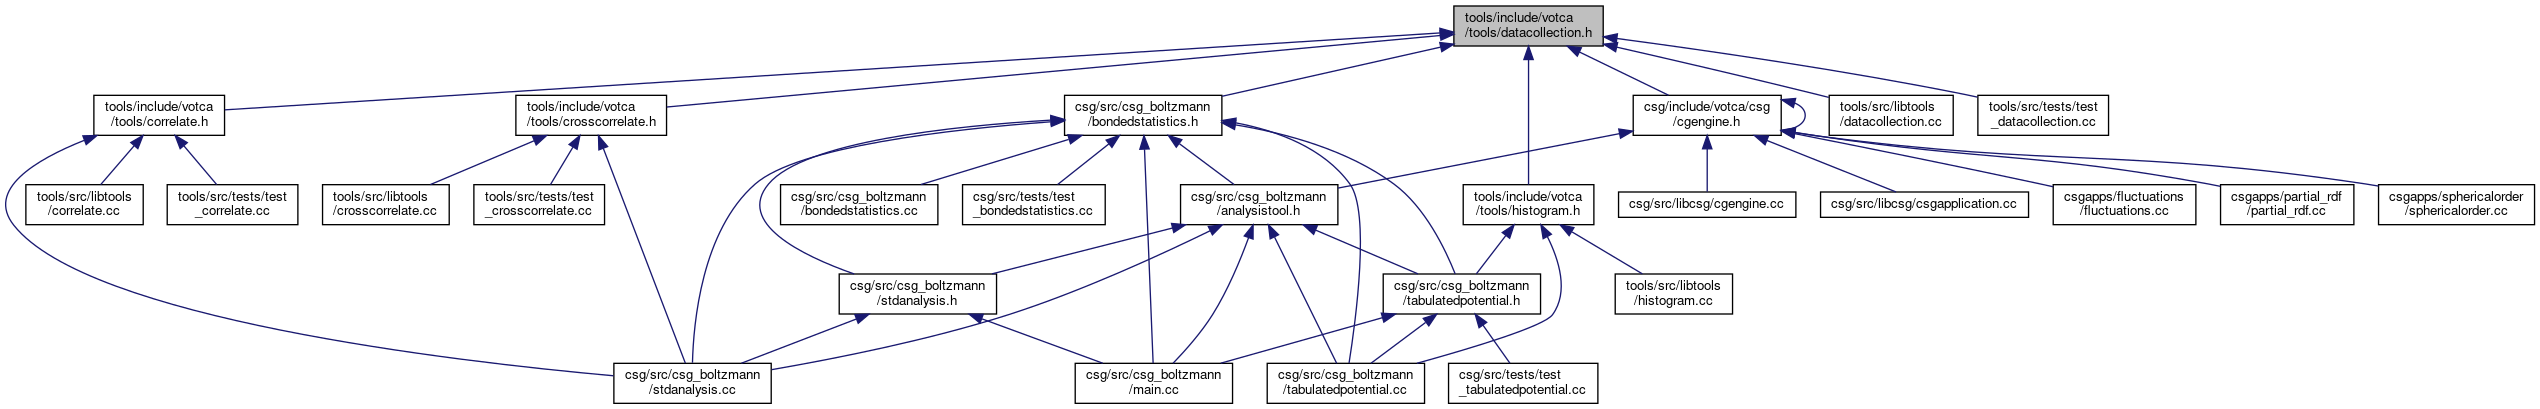 tools/include/votca
/tools/datacollection.h
tools/include/votca
/tools/correlate.h
tools/include/votca
/tools/crosscorrelate.h
csg/src/csg_boltzmann
/bondedstatistics.h
csg/include/votca/csg
/cgengine.h
tools/src/libtools
/datacollection.cc
tools/src/tests/test
_datacollection.cc
tools/src/libtools
/correlate.cc
tools/src/tests/test
_correlate.cc
tools/src/libtools
/crosscorrelate.cc
tools/src/tests/test
_crosscorrelate.cc
csg/src/csg_boltzmann
/bondedstatistics.cc
csg/src/tests/test
_bondedstatistics.cc
csg/src/csg_boltzmann
/analysistool.h
tools/include/votca
/tools/histogram.h
csg/src/libcsg/cgengine.cc
csg/src/libcsg/csgapplication.cc
csgapps/fluctuations
/fluctuations.cc
csgapps/partial_rdf
/partial_rdf.cc
csgapps/sphericalorder
/sphericalorder.cc
csg/src/csg_boltzmann
/stdanalysis.h
csg/src/csg_boltzmann
/tabulatedpotential.h
tools/src/libtools
/histogram.cc
csg/src/csg_boltzmann
/stdanalysis.cc
csg/src/csg_boltzmann
/main.cc
csg/src/csg_boltzmann
/tabulatedpotential.cc
csg/src/tests/test
_tabulatedpotential.cc